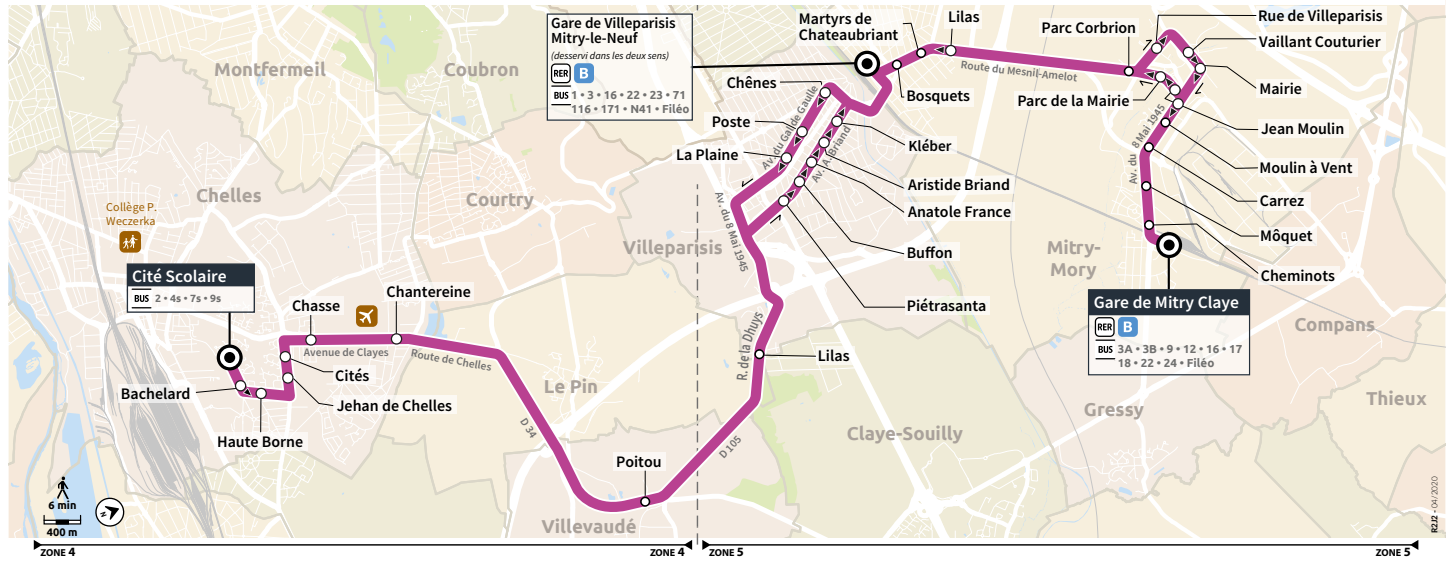 Gare de Villeparisis
Mitry-le-Neuf
(desservi dans les deux sens)
RER B
BUS 1 • 3 • 16 • 22 • 23 • 71
116 • 171 • N41 • Filéo
Martyrs de
Chateaubriant
Lilas
Parc Corbrion
Rue de Villeparisis
Vaillant Couturier
Montfermeil
Coubron
Chênes
Route du Mesnil-Amelot
Bosquets
Parc de la Mairie
Mairie
Poste
Av. du Gal de Gaulle
Jean Moulin
La Plaine
Av. A. Briand
Kléber
Av. du 8 Mai 1945
Moulin à Vent
Aristide Briand
Carrez
Chelles
Courtry
Anatole France
Collège P.
Weczerka
Av. du 8 Mai 1945
Môquet
Villeparisis
Buffon
Mitry-
Mory
Cheminots
Cité Scolaire
BUS 2 • 4s • 7s • 9s
Chasse
Chantereine
Piétrasanta
Gare de Mitry Claye
RER B
BUS 3A • 3B • 9 • 12 • 16 • 17
18 • 22 • 24 • Filéo
Compans
Avenue de Clayes
Route de Chelles
R. de la Dhuys
Lilas
Cités
Le Pin
Bachelard
Jehan de Chelles
Thieux
Gressy
Haute Borne
D 34
D 105
Claye-Souilly
Poitou
Villevaudé
6 min
400 m
N
R2J2 - 04/2020
ZONE 4
ZONE 4
ZONE 5
ZONE 5